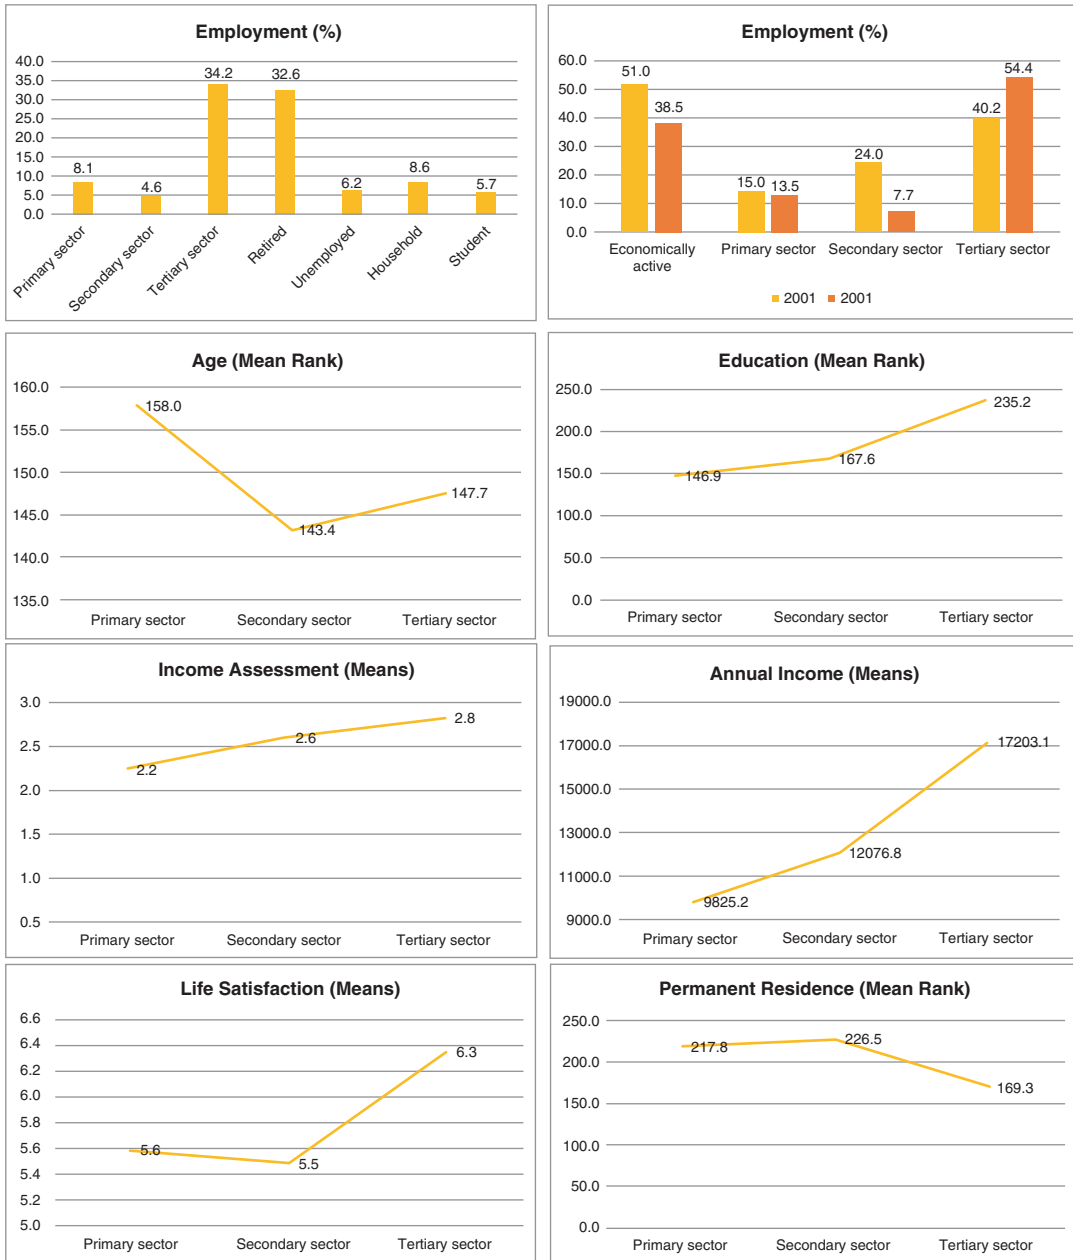 Employment (%)
40.0
35.0
30.0
25.0
20.0
15.0
10.0
5.0
0.0
8.1
4.6
34.2
32.6
6.2
8.6
5.7
Primary sector
Secondary sector
Tertiary sector
Retired
Unemployed
Household
Student
Employment (%)
60.0
50.0
40.0
30.0
20.0
10.0
0.0
51.0
38.5
15.0
13.5
24.0
7.7
40.2
54.4
Economically
active
Primary sector
Secondary sector
Tertiary sector
2001
2001
Age (Mean Rank)
160.0
155.0
150.0
145.0
140.0
135.0
158.0
143.4
147.7
Primary sector
Secondary sector
Tertiary sector
Education (Mean Rank)
250.0
200.0
150.0
100.0
50.0
0.0
146.9
167.6
235.2
Primary sector
Secondary sector
Tertiary sector
Income Assessment (Means)
3.0
2.5
2.0
1.5
1.0
0.5
2.2
2.6
2.8
Primary sector
Secondary sector
Tertiary sector
Annual Income (Means)
19000.0
17000.0
15000.0
13000.0
11000.0
9000.0
9825.2
12076.8
17203.1
Primary sector
Secondary sector
Tertiary sector
Life Satisfaction (Means)
6.6
6.4
6.2
6.0
5.8
5.6
5.4
5.2
5.0
5.6
5.5
6.3
Primary sector
Secondary sector
Tertiary sector
Permanent Residence (Mean Rank)
250.0
200.0
150.0
100.0
50.0
0.0
217.8
226.5
169.3
Primary sector
Secondary sector
Tertiary sector